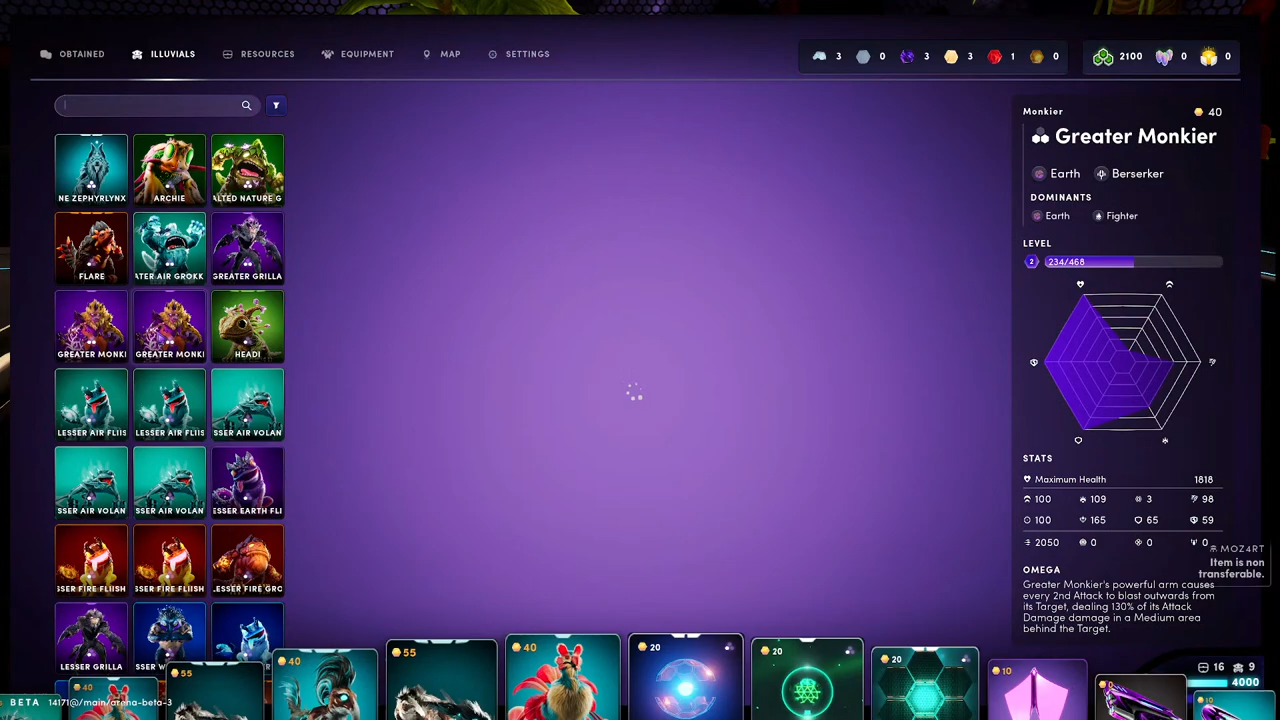 OBTAINED ILLUVIALS RESOURCES EQUIPMENT MAP SETTINGS 3 0 3 3 1 0 2100 0 0
Monkier 40
Greater Monkier
Earth Berserker
DOMINANTS
Earth Fighter
LEVEL
2 234/468
STATS
Maximum Health 1818
100 109 3 98
100 165 65 59
2050 0 0 0
OMEGA
Greater Monkier's powerful arm causes
every 2nd Attack to blast outwards from
its Target, dealing 130% of its Attack
Damage damage in a Medium area
behind the Target.
MOZ4RT
Item is non
transferable.
NE ZEPHYRLYNX ARCHIE ALTED NATURE G
FLARE ATER AIR GROKK GREATER GRILLA
GREATER MONKI GREATER MONKI HEADI
LESSER AIR FLIIS LESSER AIR FLIIS SSER AIR VOLAN
SSER AIR VOLAN SSER AIR VOLAN ESSER EARTH FLI
SSER FIRE FLIISH SSER FIRE FLIISH LESSER FIRE GRO
LESSER GRILLA SSER W
40 55 40 55 40 20 20 20 10 10
16 9
4000
BETA 14171@/main/arena-beta-3